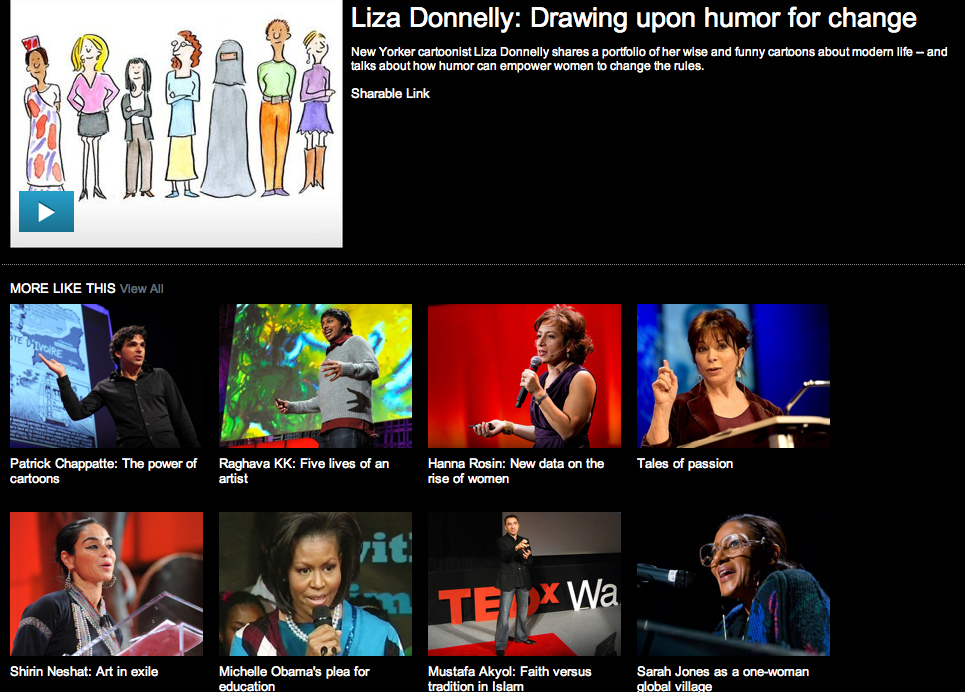 Liza Donnelly: Drawing upon humor for change
New Yorker cartoonist Liza Donnelly shares a portfolio of her wise and funny cartoons about modern life -- and
talks about how humor can empower women to change the rules.
Sharable Link
MORE LIKE THIS View All
TE D'IVOIRE
Patrick Chappatte: The power of
cartoons
Raghava KK: Five lives of an
artist
Hanna Rosin: New data on the
rise of women
Tales of passion
with
TEDx Wa
Shirin Neshat: Art in exile
Michelle Obama's plea for
education
Mustafa Akyol: Faith versus
tradition in Islam
Sarah Jones as a one-woman
global village